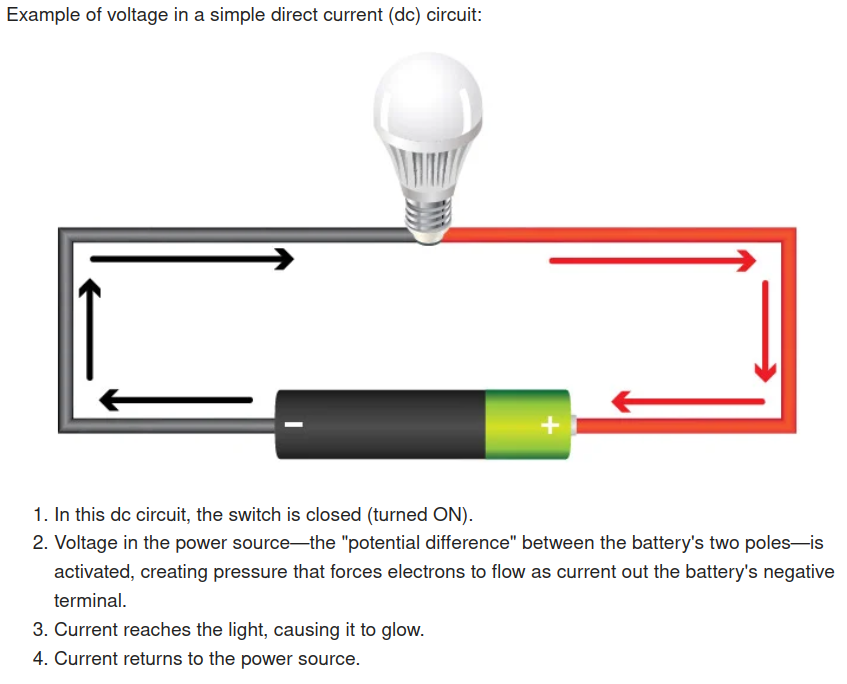 Example of voltage in a simple direct current (dc) circuit:
−
+
1. In this dc circuit, the switch is closed (turned ON).
2. Voltage in the power source—the "potential difference" between the battery's two poles—is
activated, creating pressure that forces electrons to flow as current out the battery's negative
terminal.
3. Current reaches the light, causing it to glow.
4. Current returns to the power source.